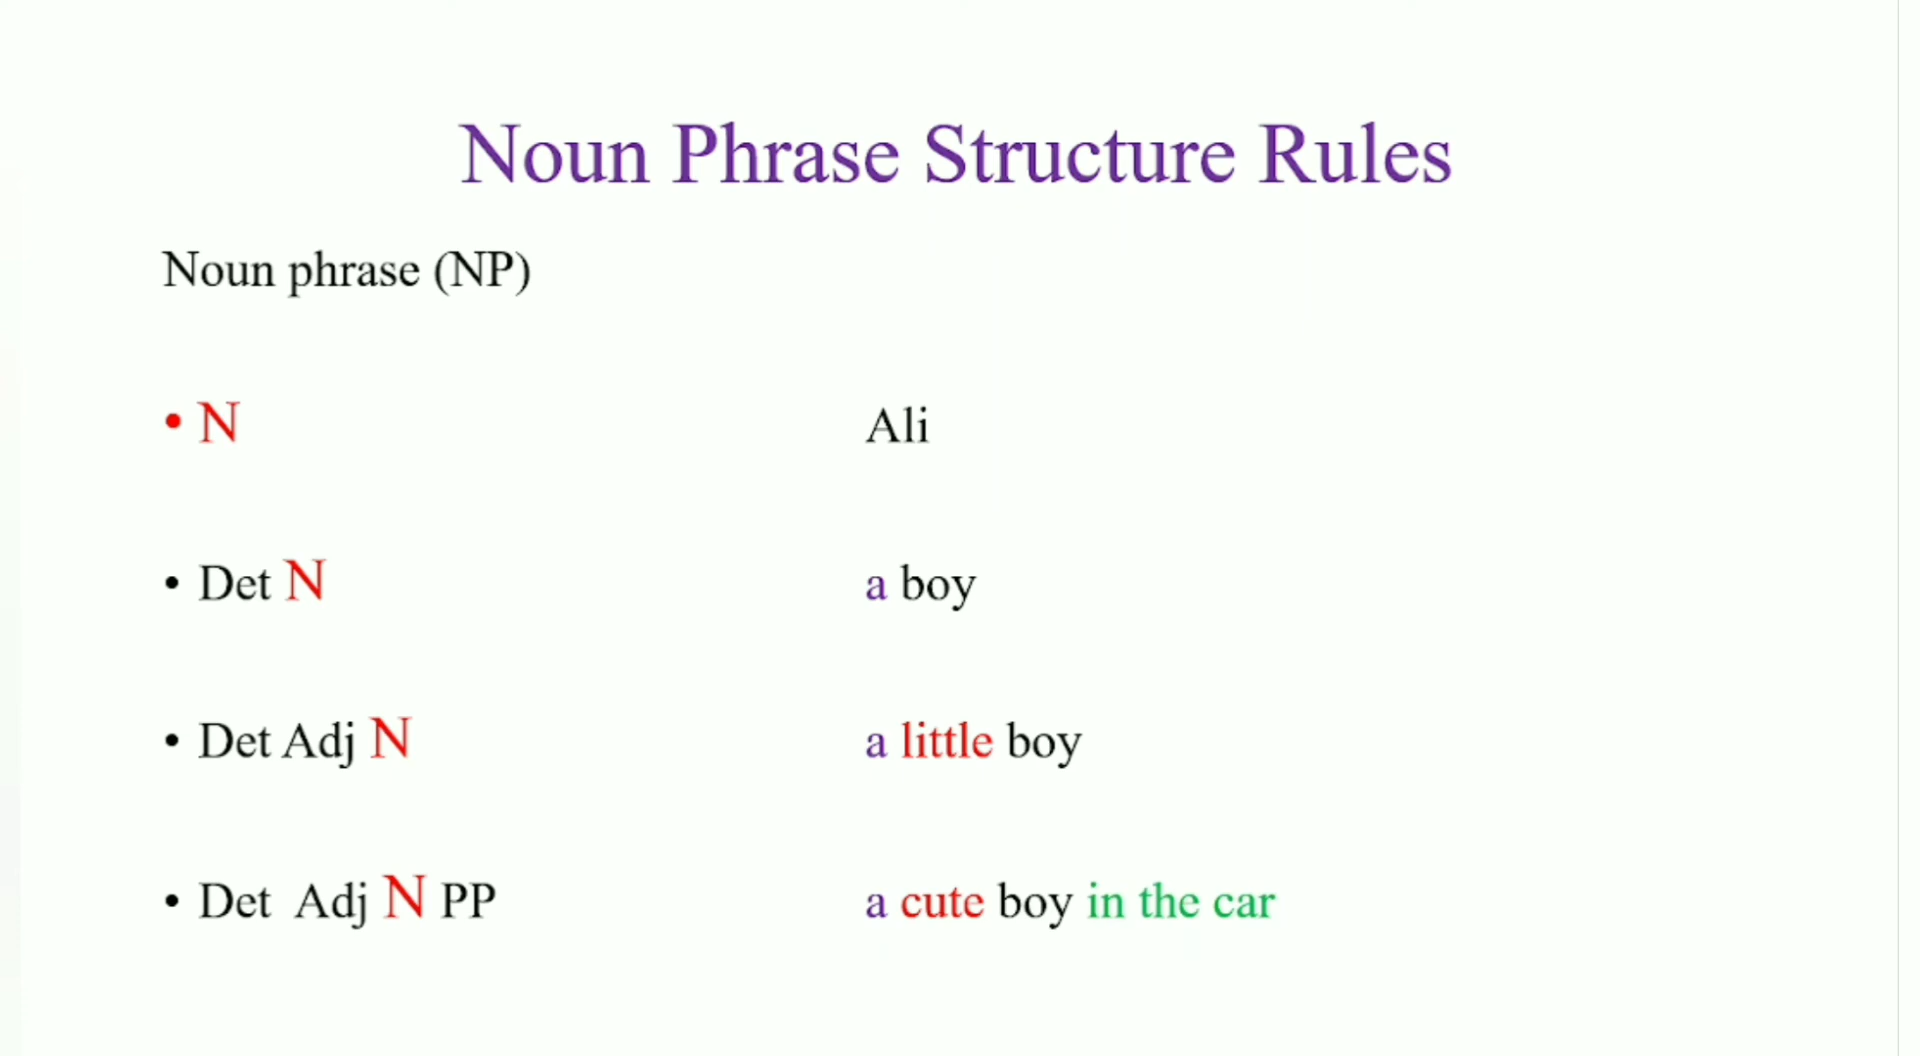 Noun Phrase Structure Rules
Noun phrase (NP)
• N Ali
• Det N a boy
• Det Adj N a little boy
• Det Adj N PP a cute boy in the car